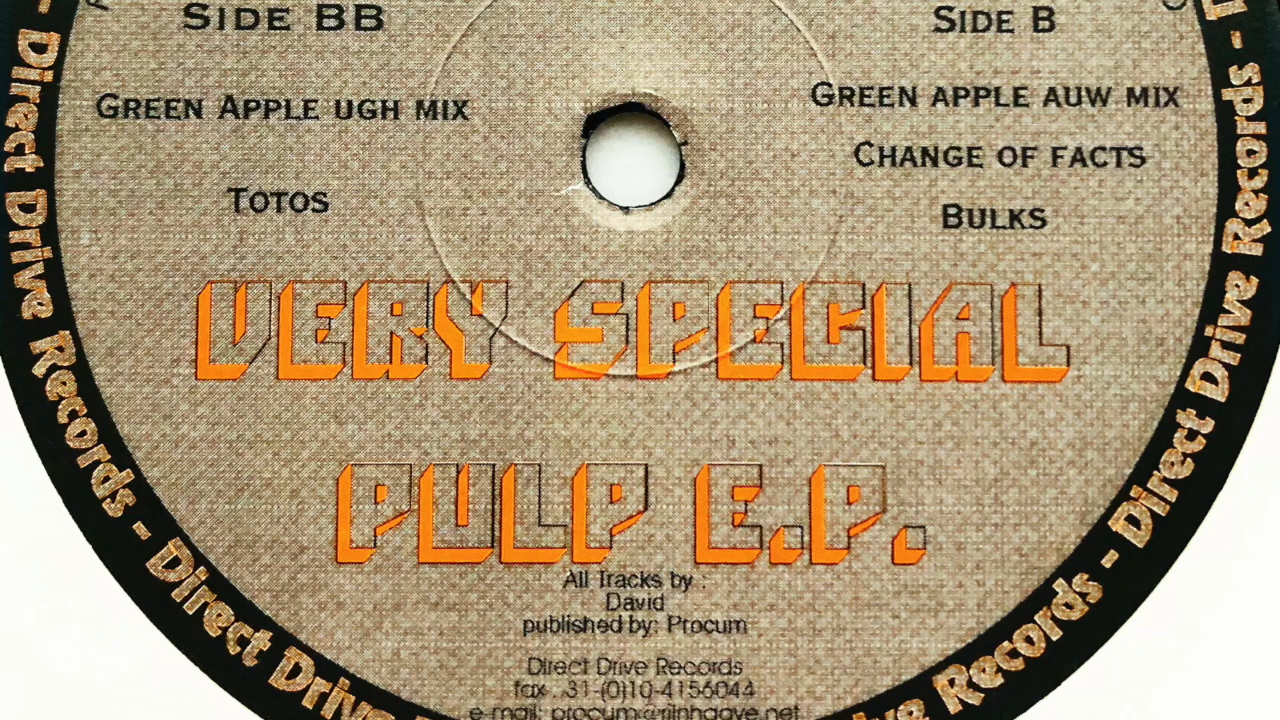 SIDE BB
GREEN APPLE UGH MIX
TOTOS
SIDE B
GREEN APPLE AUW MIX
CHANGE OF FACTS
BULKS
VERY SPECIAL
PULP E.P.
All Tracks by :
David
published by: Procum
Direct Drive Records
fax . 31-(0)10-4156044
e-mail:
Direct Drive Records - Direct Drive
Records - Direct Drive Records - Direct Drive Records -